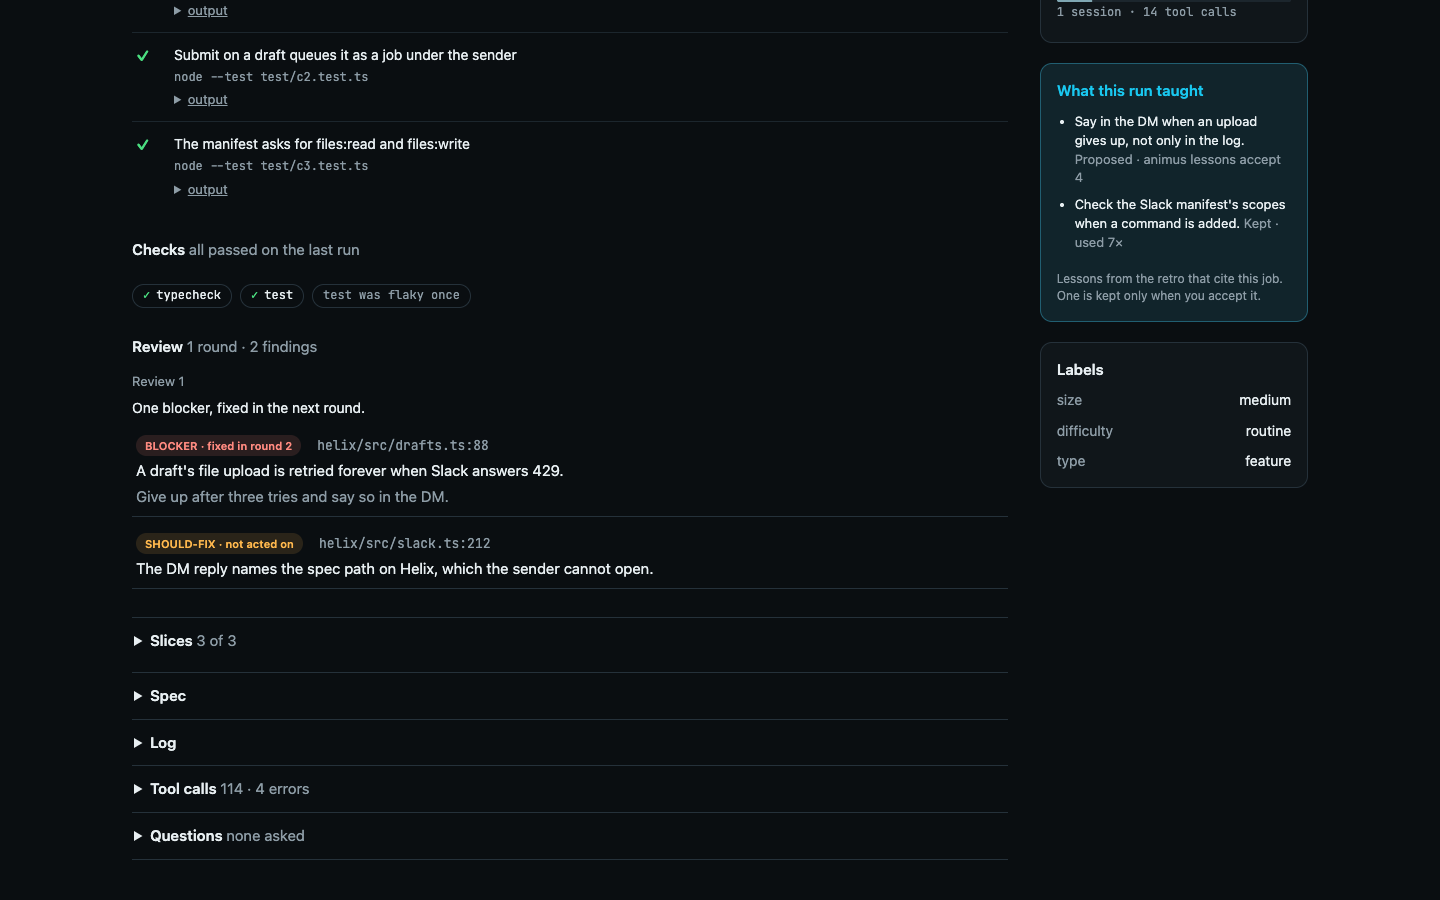 output
Submit on a draft queues it as a job under the sender
node --test test/c2.test.ts
output
The manifest asks for files:read and files:write
node --test test/c3.test.ts
output
Checks all passed on the last run
✓ typecheck ✓ test test was flaky once
Review 1 round · 2 findings
Review 1
One blocker, fixed in the next round.
BLOCKER · fixed in round 2 helix/src/drafts.ts:88
A draft's file upload is retried forever when Slack answers 429.
Give up after three tries and say so in the DM.
SHOULD-FIX · not acted on helix/src/slack.ts:212
The DM reply names the spec path on Helix, which the sender cannot open.
Slices 3 of 3
Spec
Log
Tool calls 114 · 4 errors
Questions none asked
1 session · 14 tool calls
What this run taught
• Say in the DM when an upload
gives up, not only in the log.
Proposed · animus lessons accept
4
• Check the Slack manifest's scopes
when a command is added. Kept ·
used 7×
Lessons from the retro that cite this job.
One is kept only when you accept it.
Labels
size medium
difficulty routine
type feature